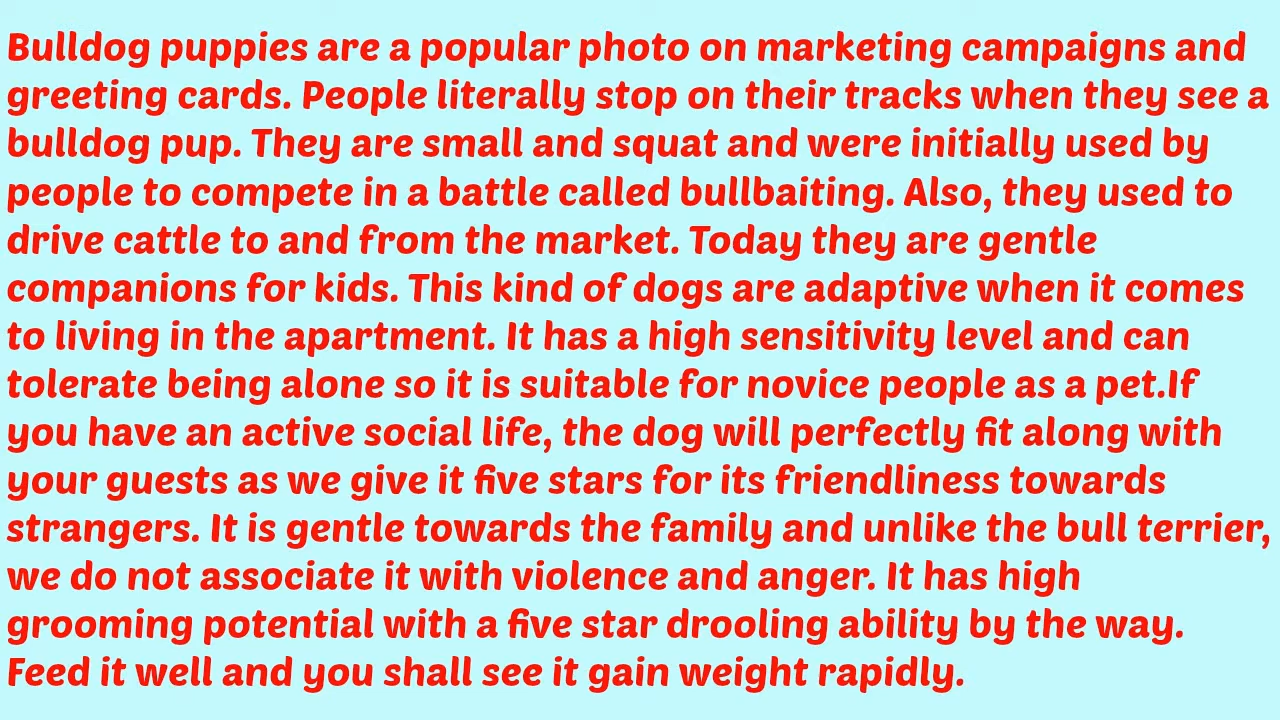 Bulldog puppies are a popular photo on marketing campaigns and
greeting cards. People literally stop on their tracks when they see a
bulldog pup. They are small and squat and were initially used by
people to compete in a battle called bullbaiting. Also, they used to
drive cattle to and from the market. Today they are gentle
companions for kids. This kind of dogs are adaptive when it comes
to living in the apartment. It has a high sensitivity level and can
tolerate being alone so it is suitable for novice people as a pet.If
you have an active social life, the dog will perfectly fit along with
your guests as we give it five stars for its friendliness towards
strangers. It is gentle towards the family and unlike the bull terrier,
we do not associate it with violence and anger. It has high
grooming potential with a five star drooling ability by the way.
Feed it well and you shall see it gain weight rapidly.